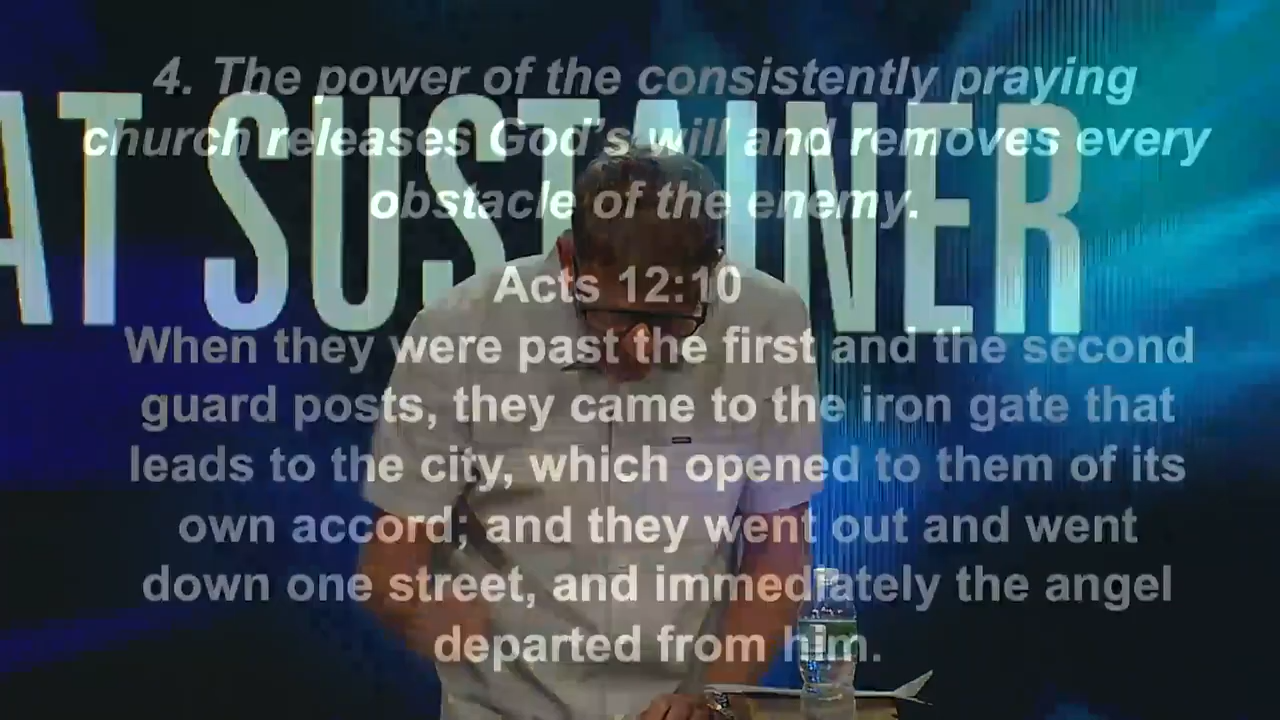 4. The power of the consistently praying
church releases God's will and removes every
obstacle of the enemy.
AT SUSTAINER
Acts 12:10
When they were past the first and the second
guard posts, they came to the iron gate that
leads to the city, which opened to them of its
own accord; and they went out and went
down one street, and immediately the angel
departed from him.